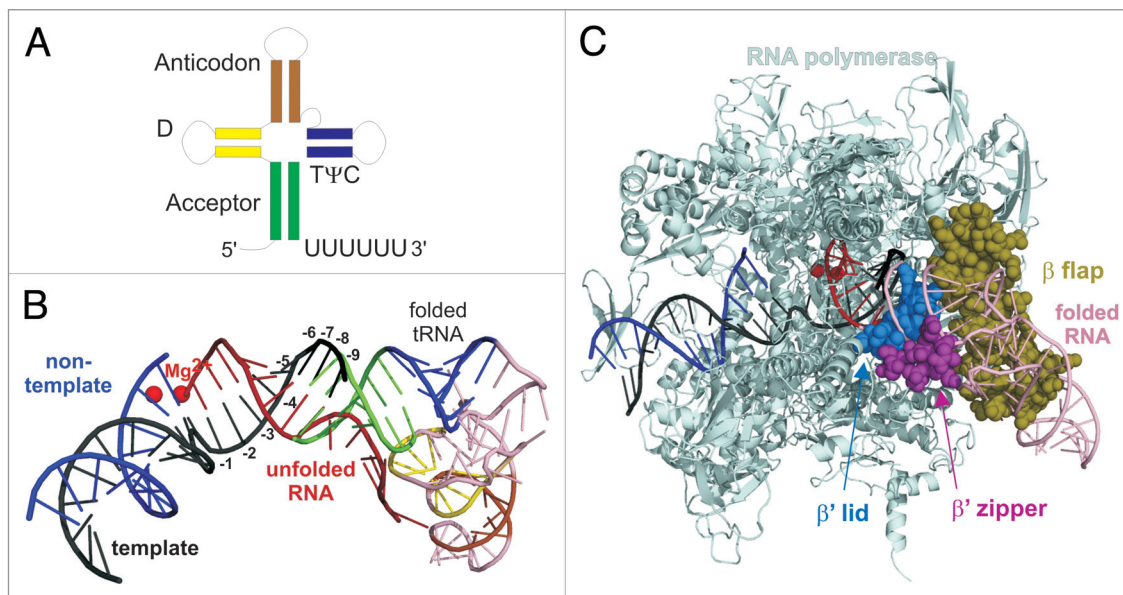 A
Anticodon
D
TΨC
Acceptor
5'
UUUUUU 3'
B
non-
template
Mg2+
-6
-7
-8
-5
-9
-4
-3
-2
-1
folded
tRNA
unfolded
RNA
template
C
RNA polymerase
β flap
folded
RNA
β' lid
β' zipper